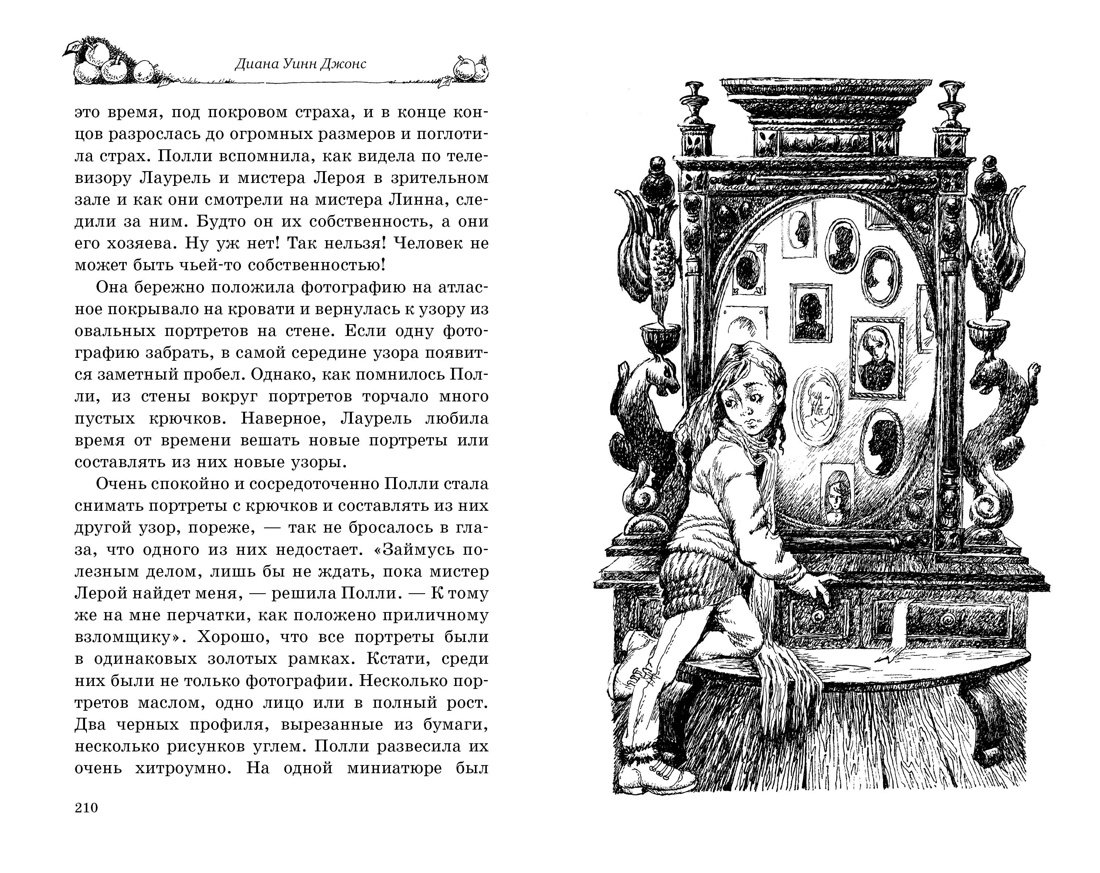 Диана Уинн Джонс
это время, под покровом страха, и в конце кон-
цов разрослась до огромных размеров и поглоти-
ла страх. Полли вспомнила, как видела по теле-
визору Лаурель и мистера Лероя в зрительном
зале и как они смотрели на мистера Линна, сле-
дили за ним. Будто он их собственность, а они
его хозяева. Ну уж нет! Так нельзя! Человек не
может быть чьей-то собственностью!
Она бережно положила фотографию на атлас-
ное покрывало на кровати и вернулась к узору из
овальных портретов на стене. Если одну фото-
графию забрать, в самой середине узора появит-
ся заметный пробел. Однако, как помнилось Пол-
ли, из стены вокруг портретов торчало много
пустых крючков. Наверное, Лаурель любила
время от времени вешать новые портреты или
составлять из них новые узоры.
Очень спокойно и сосредоточенно Полли стала
снимать портреты с крючков и составлять из них
другой узор, пореже, — так не бросалось в гла-
за, что одного из них недостает. «Займусь по-
лезным делом, лишь бы не ждать, пока мистер
Лерой найдет меня, — решила Полли. — К тому
же на мне перчатки, как положено приличному
взломщику». Хорошо, что все портреты были
в одинаковых золотых рамках. Кстати, среди
них были не только фотографии. Несколько пор-
третов маслом, одно лицо или в полный рост.
Два черных профиля, вырезанные из бумаги,
несколько рисунков углем. Полли развесила их
очень хитроумно. На одной миниатюре был
210